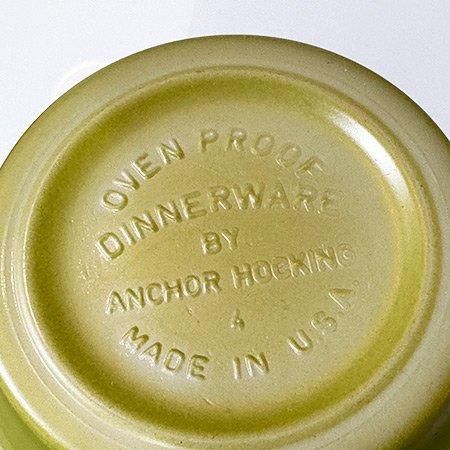 OVEN PROOF
DINNERWARE
BY
ANCHOR HOCKING
4
MADE IN U.S.A.